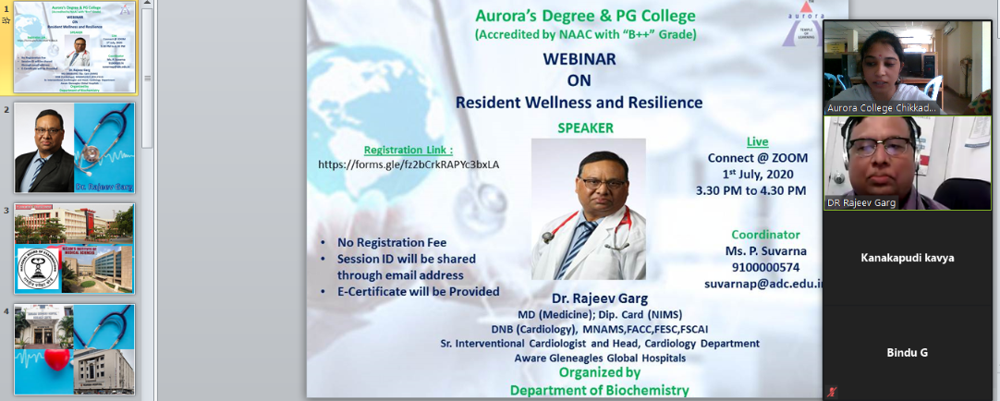 1
2
Dr. Rajeev Garg
3
4
Aurora's Degree & PG College
(Accredited by NAAC with "B++" Grade)
aurora
TEMPLE
OF
LEARNING
WEBINAR
ON
Resident Wellness and Resilience
SPEAKER
Registration Link :
https://forms.gle/fz2bCrkRAPYc3bxLA
Live
Connect @ ZOOM
1st July, 2020
3.30 PM to 4.30 PM
Coordinator
Ms. P. Suvarna
9100000574
suvarnap@adc.edu.in
• No Registration Fee
• Session ID will be shared
through email address
• E-Certificate will be Provided
Dr. Rajeev Garg
MD (Medicine); Dip. Card (NIMS)
DNB (Cardiology), MNAMS,FACC,FESC,FSCAI
Sr. Interventional Cardiologist and Head, Cardiology Department
Aware Gleneagles Global Hospitals
Organized by
Department of Biochemistry
Aurora College Chikkad...
DR Rajeev Garg
Kanakapudi kavya
Bindu G